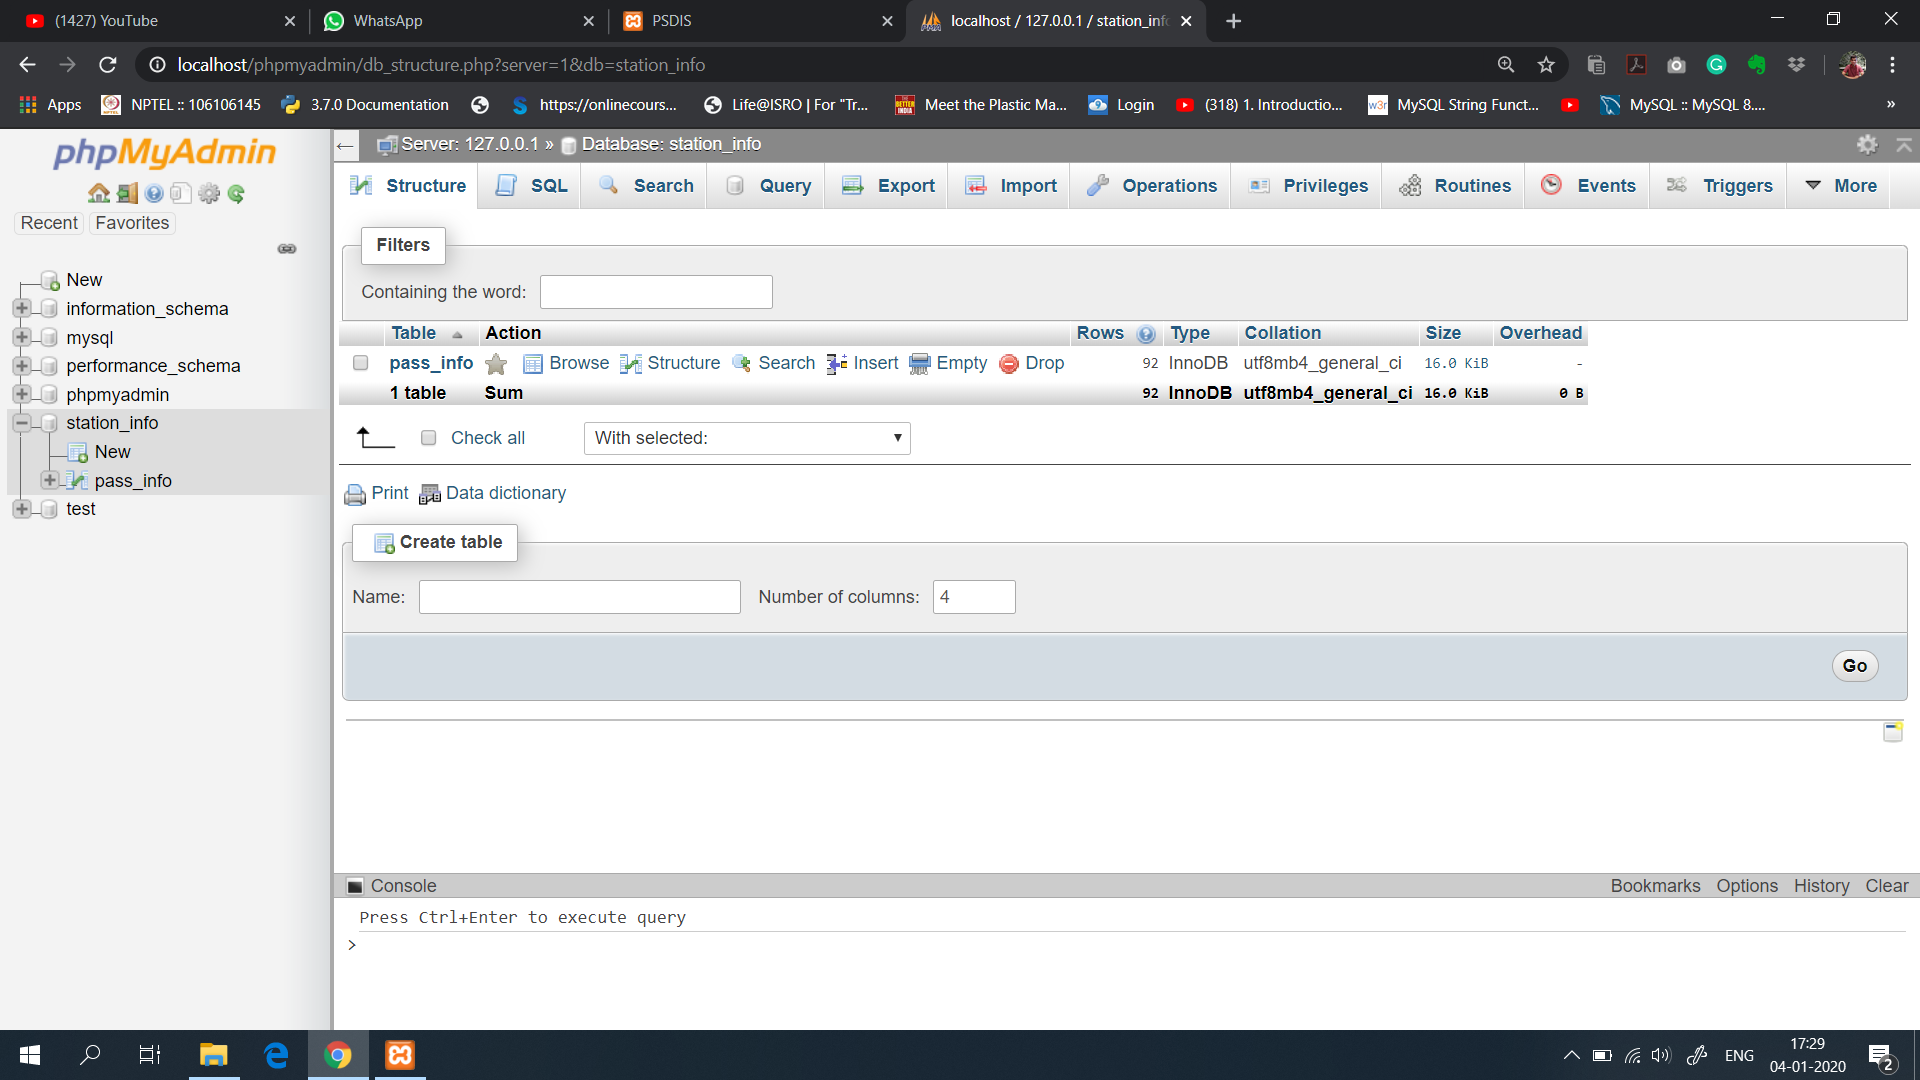 (1427) YouTube
WhatsApp
PSDIS
localhost / 127.0.0.1 / station_info
localhost/phpmyadmin/db_structure.php?server=1&db=station_info
Apps
NPTEL :: 106106145
3.7.0 Documentation
https://onlinecours...
Life@ISRO | For "Tr...
Meet the Plastic Ma...
Login
(318) 1. Introductio...
MySQL String Funct...
MySQL :: MySQL 8....
»
phpMyAdmin
Recent
Favorites
New
information_schema
mysql
performance_schema
phpmyadmin
station_info
New
pass_info
test
Server: 127.0.0.1 » Database: station_info
Structure
SQL
Search
Query
Export
Import
Operations
Privileges
Routines
Events
Triggers
More
Filters
Containing the word:
Table Action Rows Type Collation Size Overhead
pass_info Browse Structure Search Insert Empty Drop 92 InnoDB utf8mb4_general_ci 16.0 KiB -
1 table Sum 92 InnoDB utf8mb4_general_ci 16.0 KiB 0 B
Check all
With selected:
Print
Data dictionary
Create table
Name:
Number of columns: 4
Go
Console
Bookmarks Options History Clear
Press Ctrl+Enter to execute query
>
ENG
17:29
04-01-2020
2